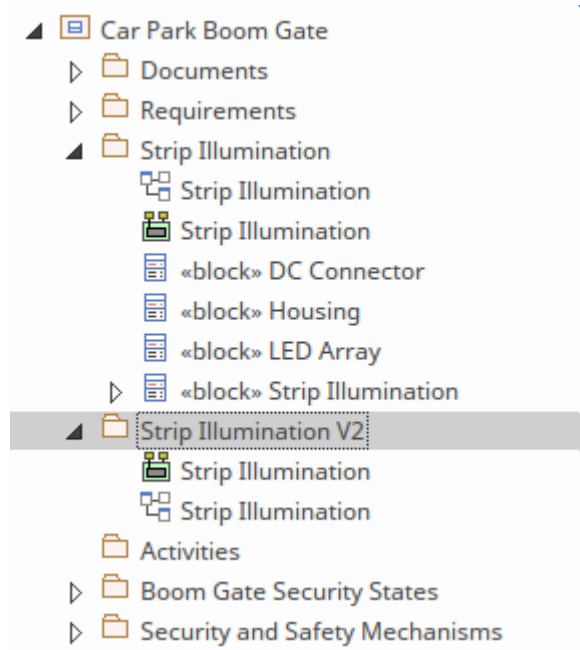 Car Park Boom Gate
Documents
Requirements
Strip Illumination
Strip Illumination
Strip Illumination
«block» DC Connector
«block» Housing
«block» LED Array
«block» Strip Illumination
Strip Illumination V2
Strip Illumination
Strip Illumination
Activities
Boom Gate Security States
Security and Safety Mechanisms